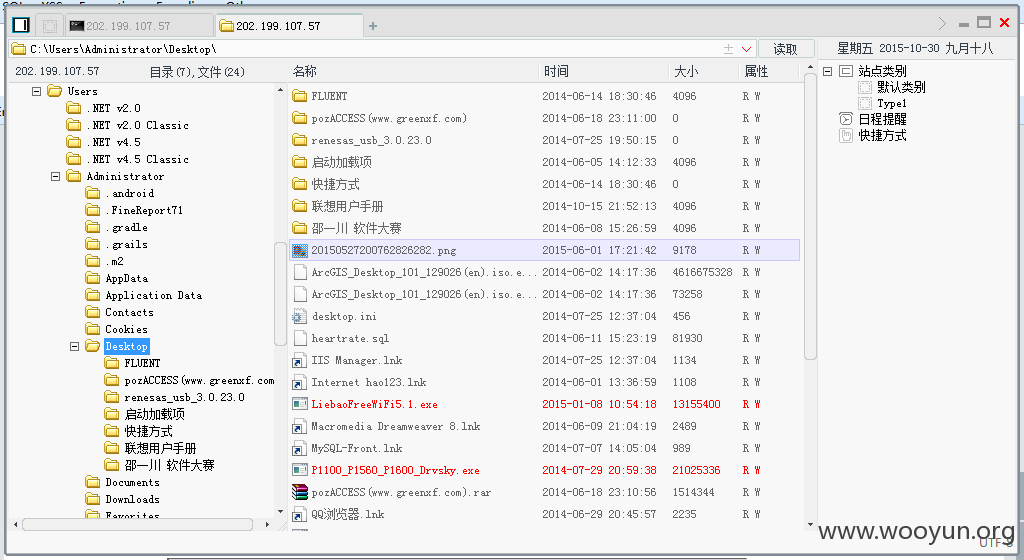 202.199.107.57
202.199.107.57
C:\Users\Administrator\Desktop\
读取
星期五 2015-10-30 九月十八
202.199.107.57 目录(7),文件(24)
名称 时间 大小 属性
Users
.NET v2.0
.NET v2.0 Classic
.NET v4.5
.NET v4.5 Classic
Administrator
.android
.FineReport71
.gradle
.grails
.m2
AppData
Application Data
Contacts
Cookies
Desktop
FLUENT
pozACCESS(www.greenxf.com
renesas_usb_3.0.23.0
启动加载项
快捷方式
联想用户手册
邵一川 软件大赛
Documents
Downloads
Favorites
FLUENT 2014-06-14 18:30:46 4096 R W
pozACCESS(www.greenxf.com) 2014-06-18 23:11:00 0 R W
renesas_usb_3.0.23.0 2014-07-25 19:50:15 0 R W
启动加载项 2014-06-05 14:12:33 4096 R W
快捷方式 2014-06-14 18:30:46 0 R W
联想用户手册 2014-10-15 21:52:13 4096 R W
邵一川 软件大赛 2014-06-08 15:26:59 4096 R W
20150527200762826282.png 2015-06-01 17:21:42 9178 R W
ArcGIS_Desktop_101_129026(en).iso.e... 2014-06-02 14:17:36 4616675328 R W
ArcGIS_Desktop_101_129026(en).iso.e... 2014-06-02 14:17:36 73258 R W
desktop.ini 2014-07-25 12:37:04 456 R W
heartrate.sql 2014-06-11 15:23:19 81930 R W
IIS Manager.lnk 2014-07-25 12:37:04 1134 R W
Internet hao123.lnk 2014-06-01 13:36:59 1108 R W
LiebaoFreeWiFi5.1.exe 2015-01-08 10:54:18 13155400 R W
Macromedia Dreamweaver 8.lnk 2014-06-09 21:04:19 2489 R W
MySQL-Front.lnk 2014-07-07 14:05:04 989 R W
P1100_P1560_P1600_Drvsky.exe 2014-07-29 20:59:38 21025336 R W
pozACCESS(www.greenxf.com).rar 2014-06-18 23:10:56 1514344 R W
QQ浏览器.lnk 2014-06-29 20:45:57 2235 R W
站点类别
默认类别
Type1
日程提醒
快捷方式
www.wooyun.org
UTF-8